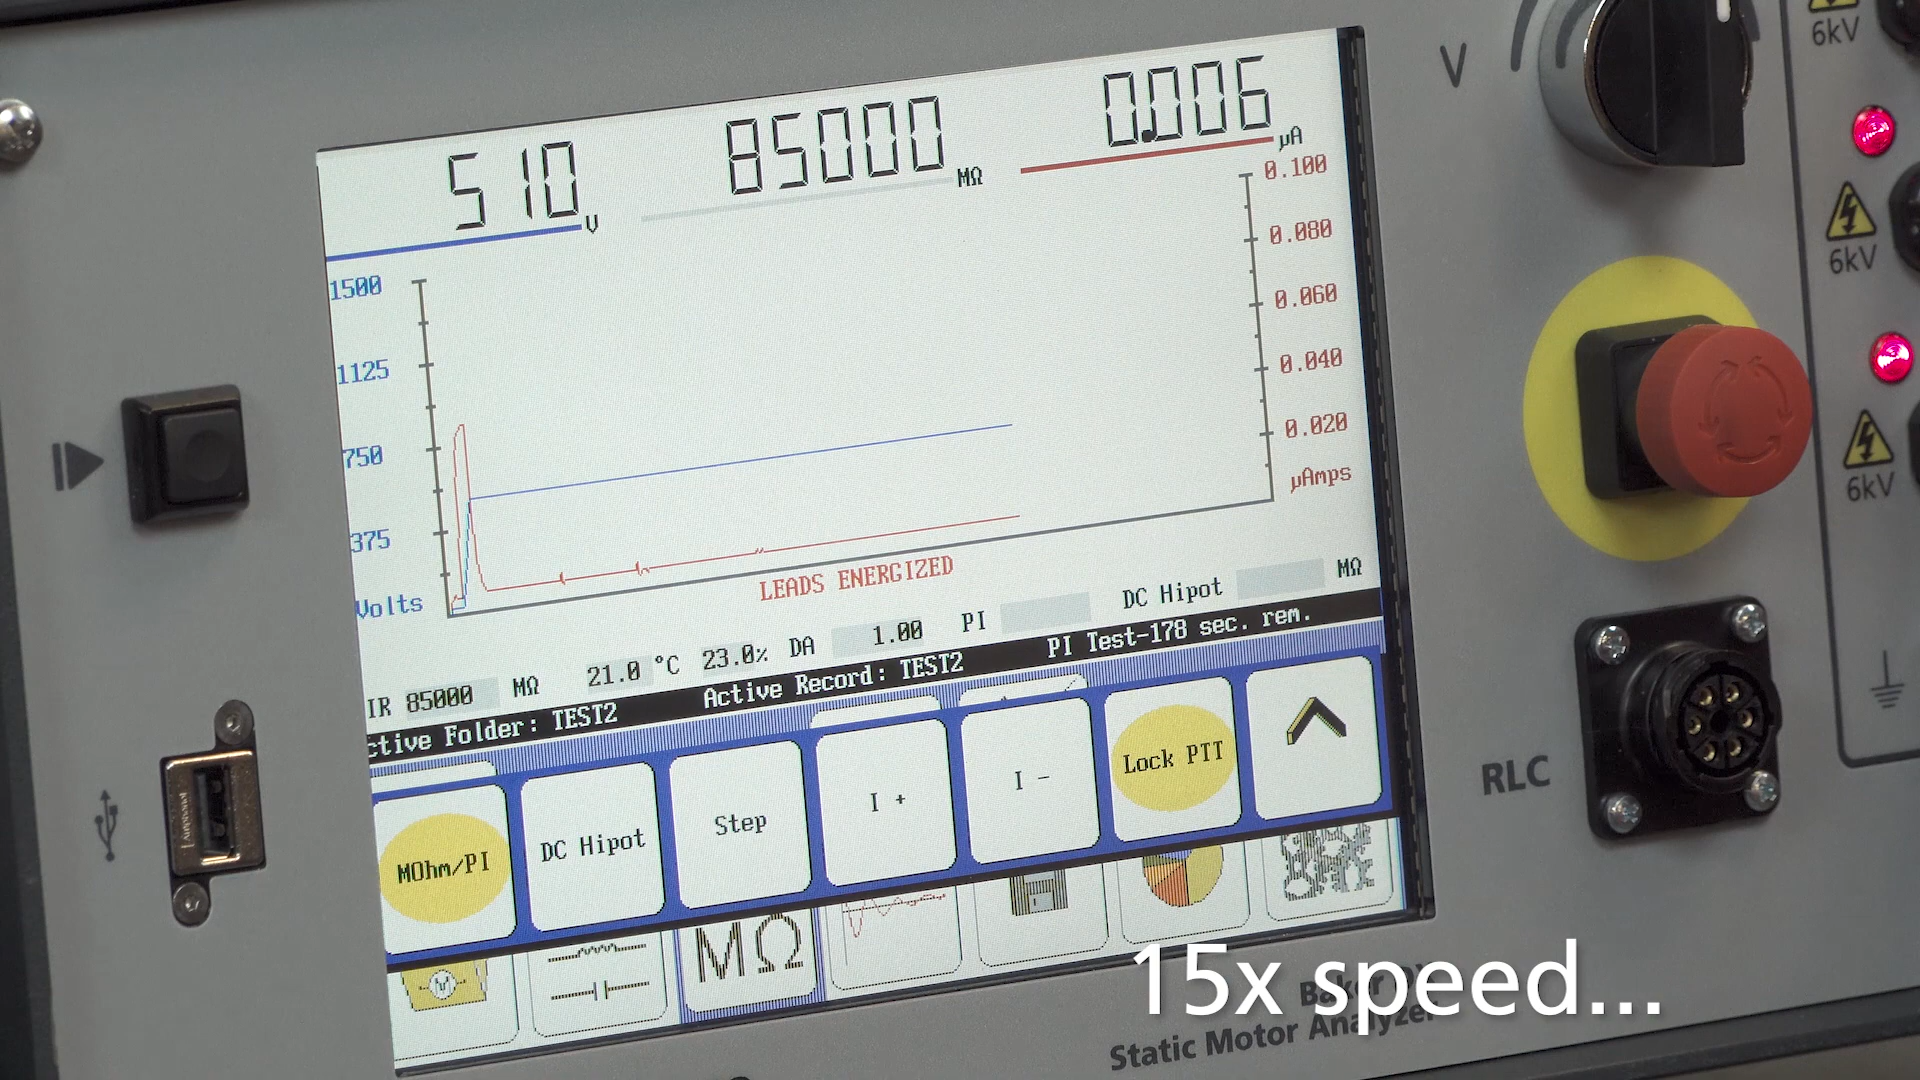 510 V
85000 MΩ
0.006 µA
1500
1125
750
375
Volts
0.100
0.080
0.060
0.040
0.020
µAmps
LEADS ENERGIZED
IR 85000 MΩ 21.0 °C 23.0% DA 1.00 PI DC Hipot MΩ
ctive Folder: TEST2 Active Record: TEST2 PI Test-178 sec. rem.
MOhm/PI
DC Hipot
Step
I +
I -
Lock PTT
M
MΩ
V
6kV
6kV
6kV
RLC
15x speed...
Baker
Static Motor Analyzer